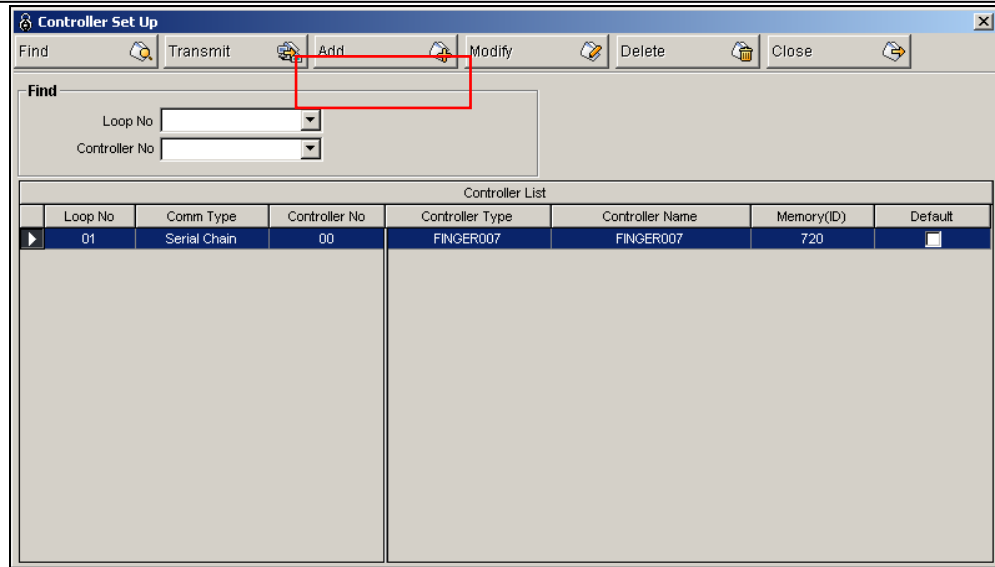 Controller Set Up
Find Transmit Add Modify Delete Close
Find
Loop No
Controller No
Controller List
Loop No Comm Type Controller No Controller Type Controller Name Memory(ID) Default
01 Serial Chain 00 FINGER007 FINGER007 720